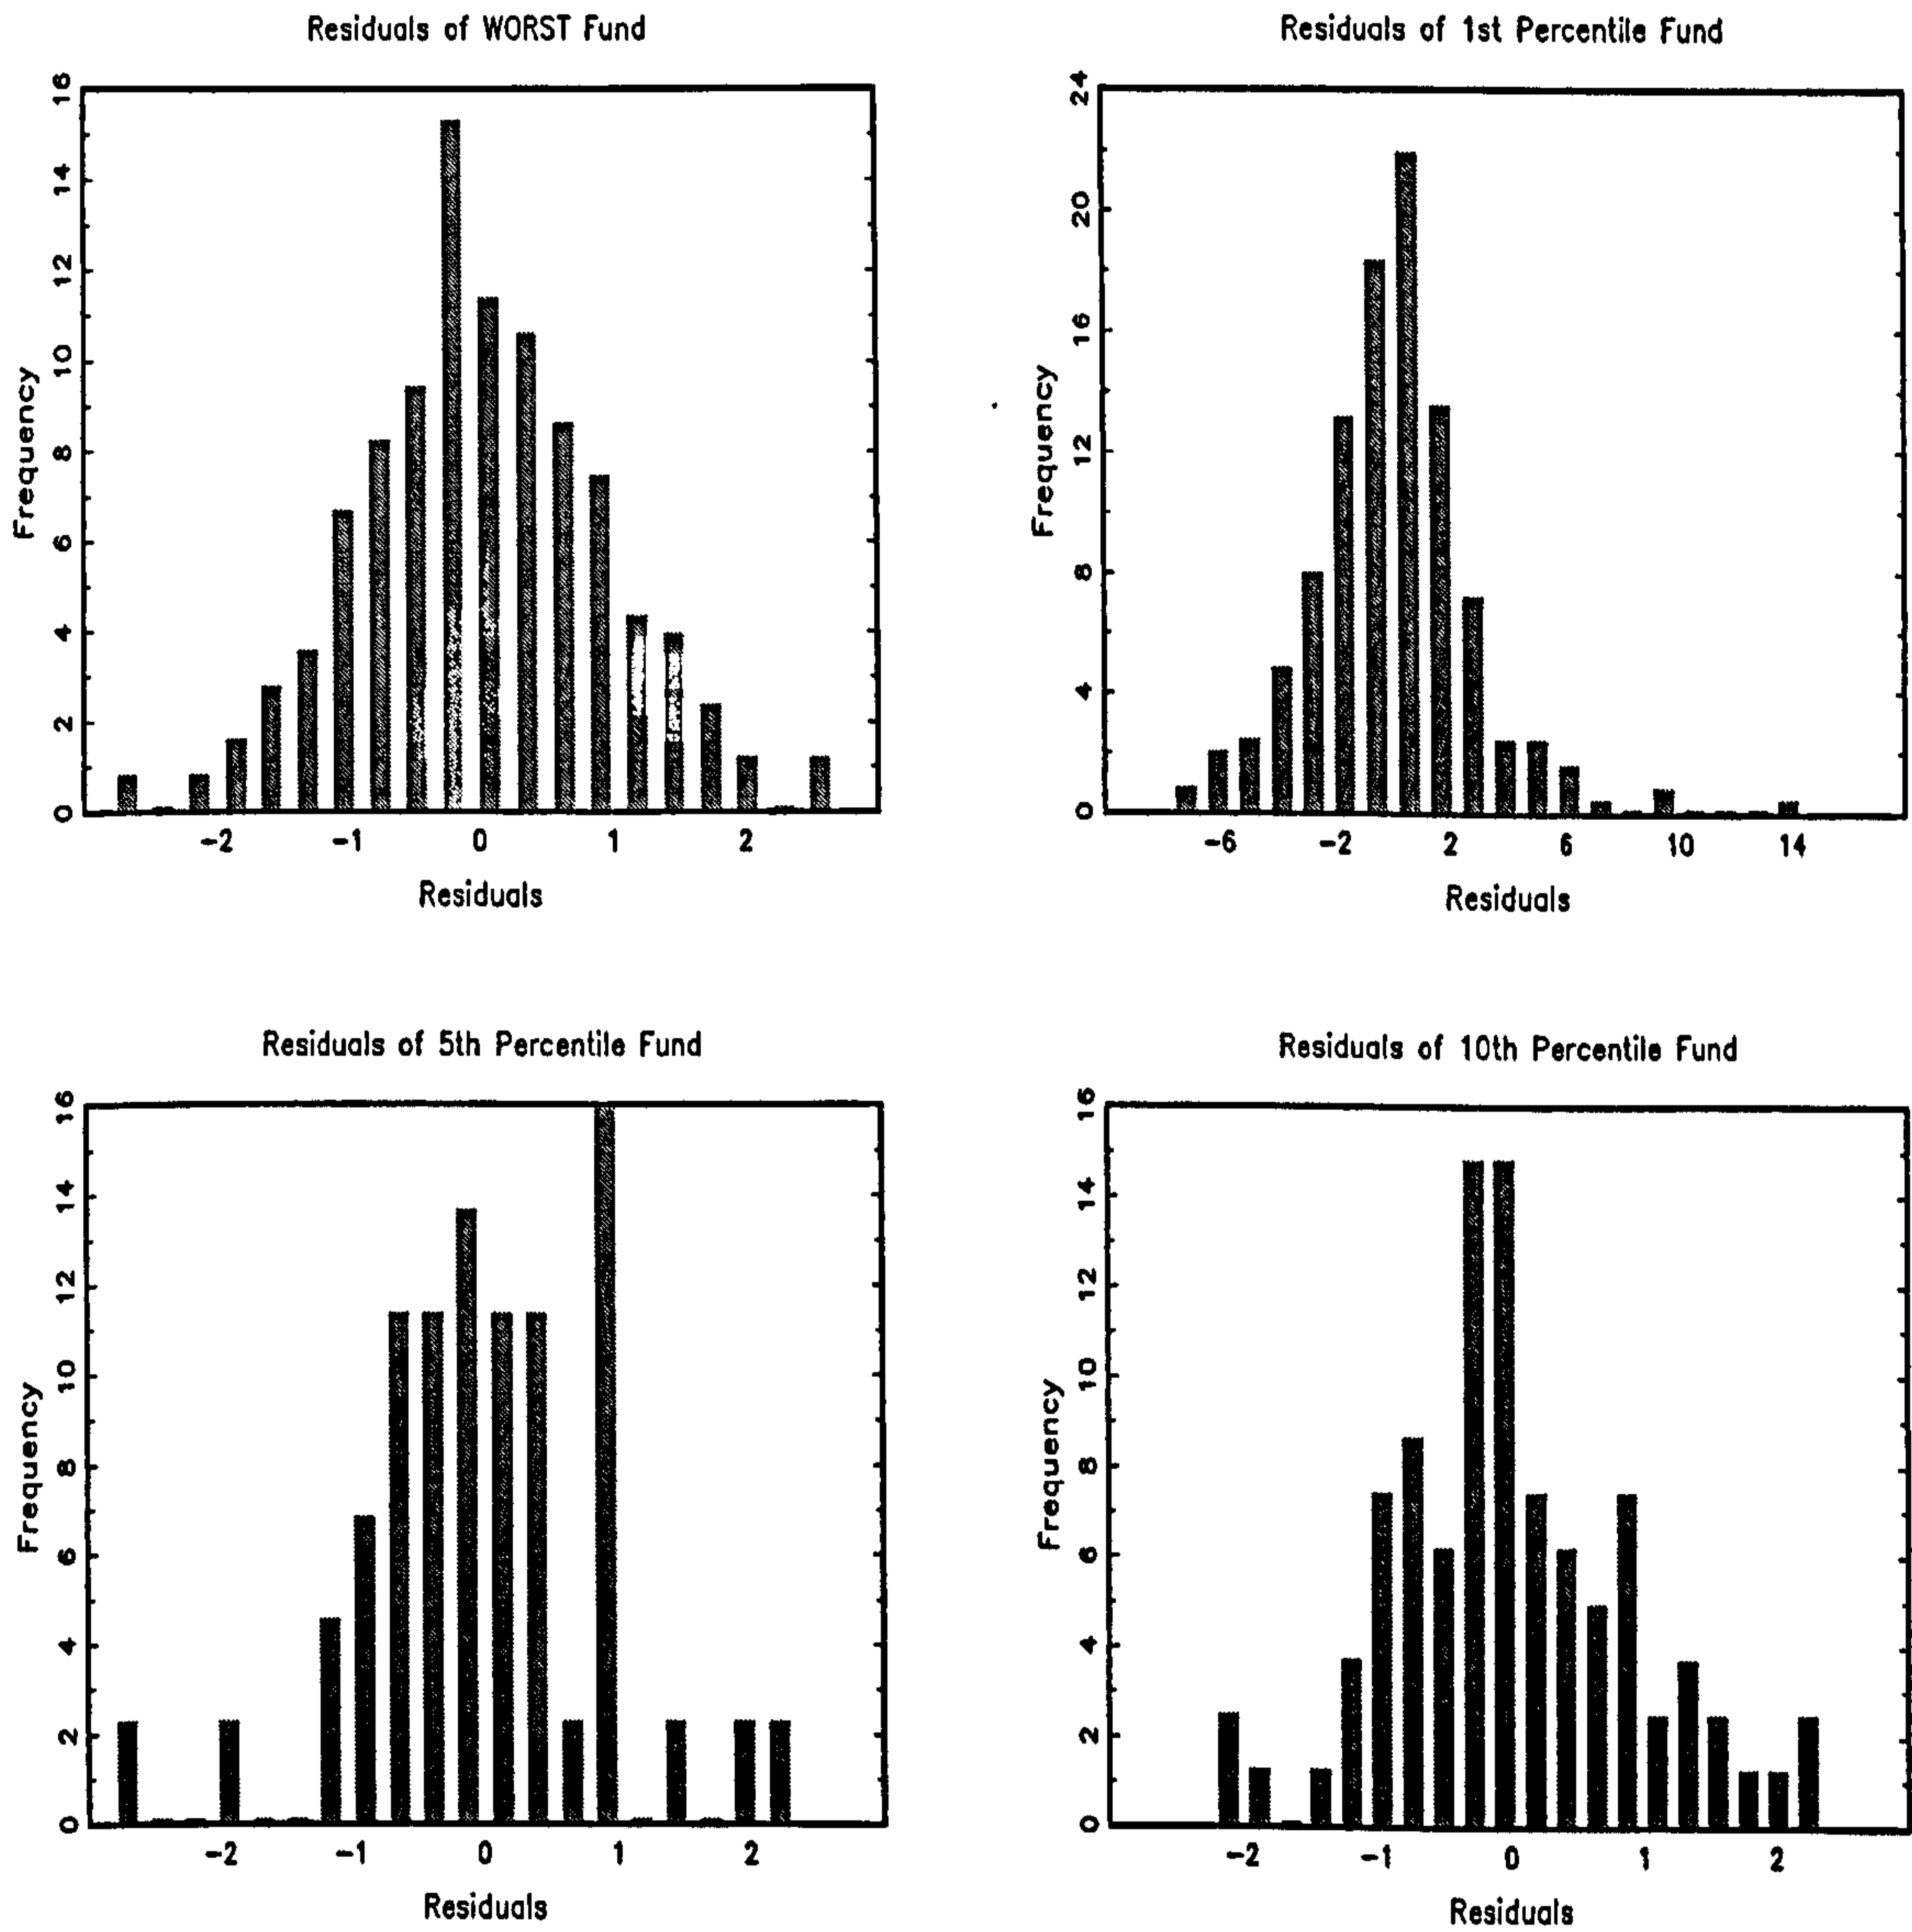 Residuals of WORST Fund
Frequency
16
14
12
10
8
6
4
2
0
-2 -1 0 1 2
Residuals
Residuals of 1st Percentile Fund
Frequency
24
20
16
12
8
4
0
-6 -2 2 6 10 14
Residuals
Residuals of 5th Percentile Fund
Frequency
16
14
12
10
8
6
4
2
0
-2 -1 0 1 2
Residuals
Residuals of 10th Percentile Fund
Frequency
16
14
12
10
8
6
4
2
0
-2 -1 0 1 2
Residuals